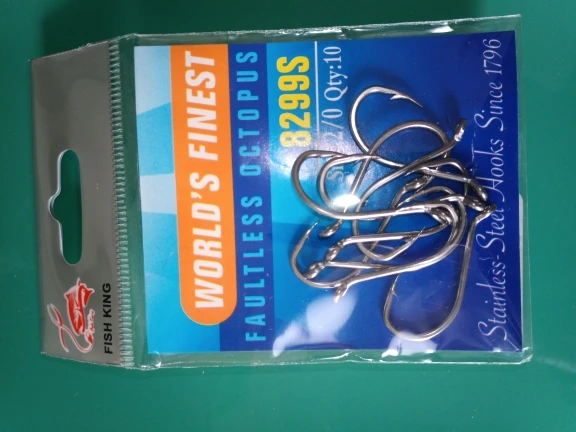 WORLD'S FINEST
FAULTLESS OCTOPUS
8299S
2/0 Qty:10
Stainless-Steel Hooks Since 1796
FISH KING